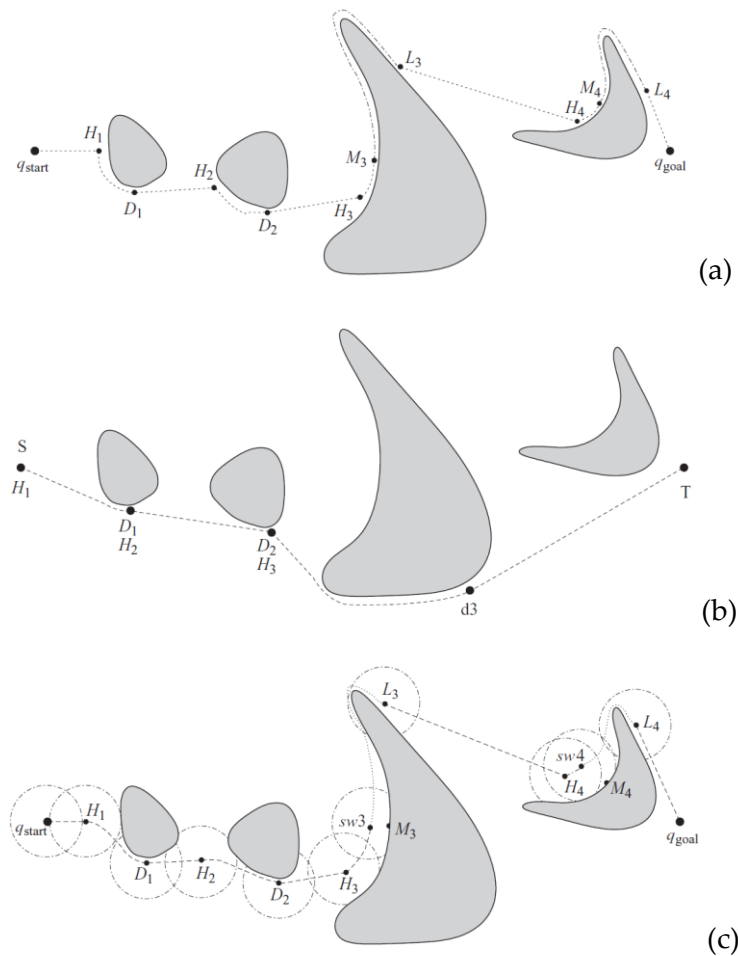 L3
H1
M4
H4
L4
qstart
M3
qgoal
H2
D1
H3
D2
(a)
S
H1
T
D1
H2
D2
H3
d3
(b)
L3
L4
sw4
H4
M4
H1
qstart
sw3
M3
qgoal
D1
H2
H3
D2
(c)